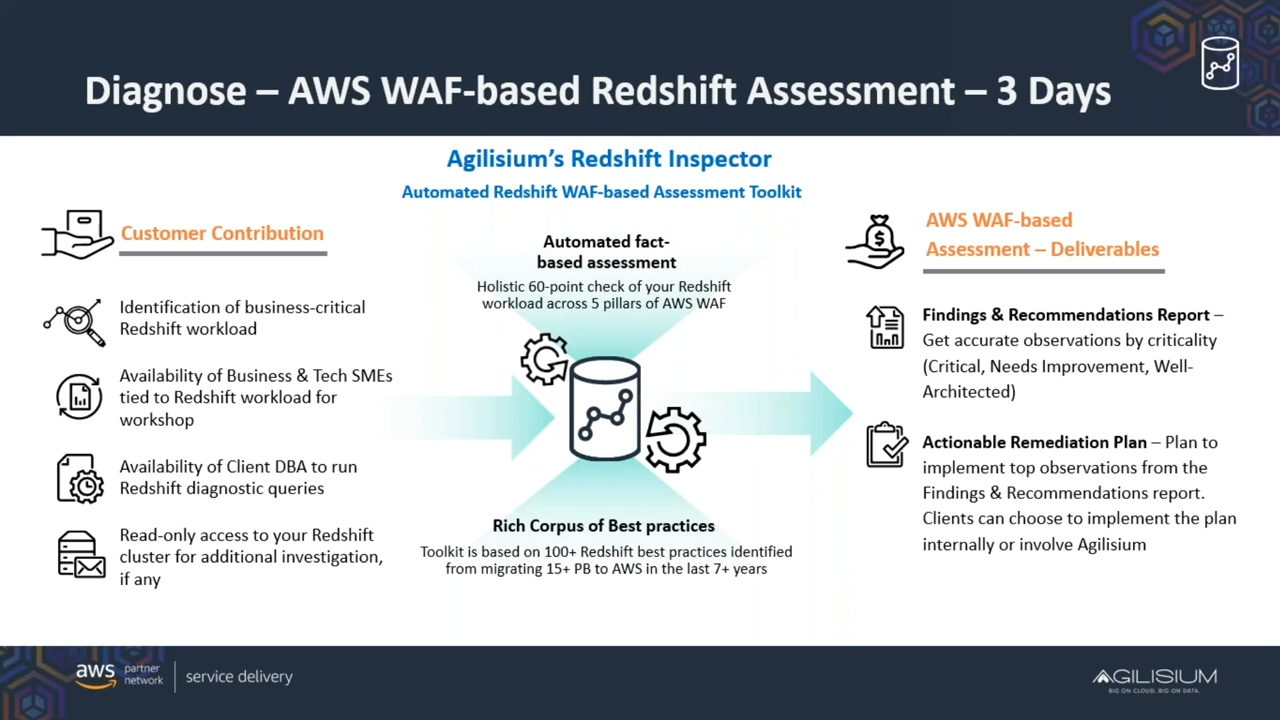 Diagnose – AWS WAF-based Redshift Assessment – 3 Days
Agilisium's Redshift Inspector
Automated Redshift WAF-based Assessment Toolkit
Customer Contribution
Identification of business-critical
Redshift workload
Availability of Business & Tech SMEs
tied to Redshift workload for
workshop
Availability of Client DBA to run
Redshift diagnostic queries
Read-only access to your Redshift
cluster for additional investigation,
if any
Automated fact-
based assessment
Holistic 60-point check of your Redshift
workload across 5 pillars of AWS WAF
Rich Corpus of Best practices
Toolkit is based on 100+ Redshift best practices identified
from migrating 15+ PB to AWS in the last 7+ years
$
AWS WAF-based
Assessment – Deliverables
Findings & Recommendations Report –
Get accurate observations by criticality
(Critical, Needs Improvement, Well-
Architected)
Actionable Remediation Plan – Plan to
implement top observations from the
Findings & Recommendations report.
Clients can choose to implement the plan
internally or involve Agilisium
aws partner
network
service delivery
AGILISIUM
BIG ON CLOUD. BIG ON DATA.